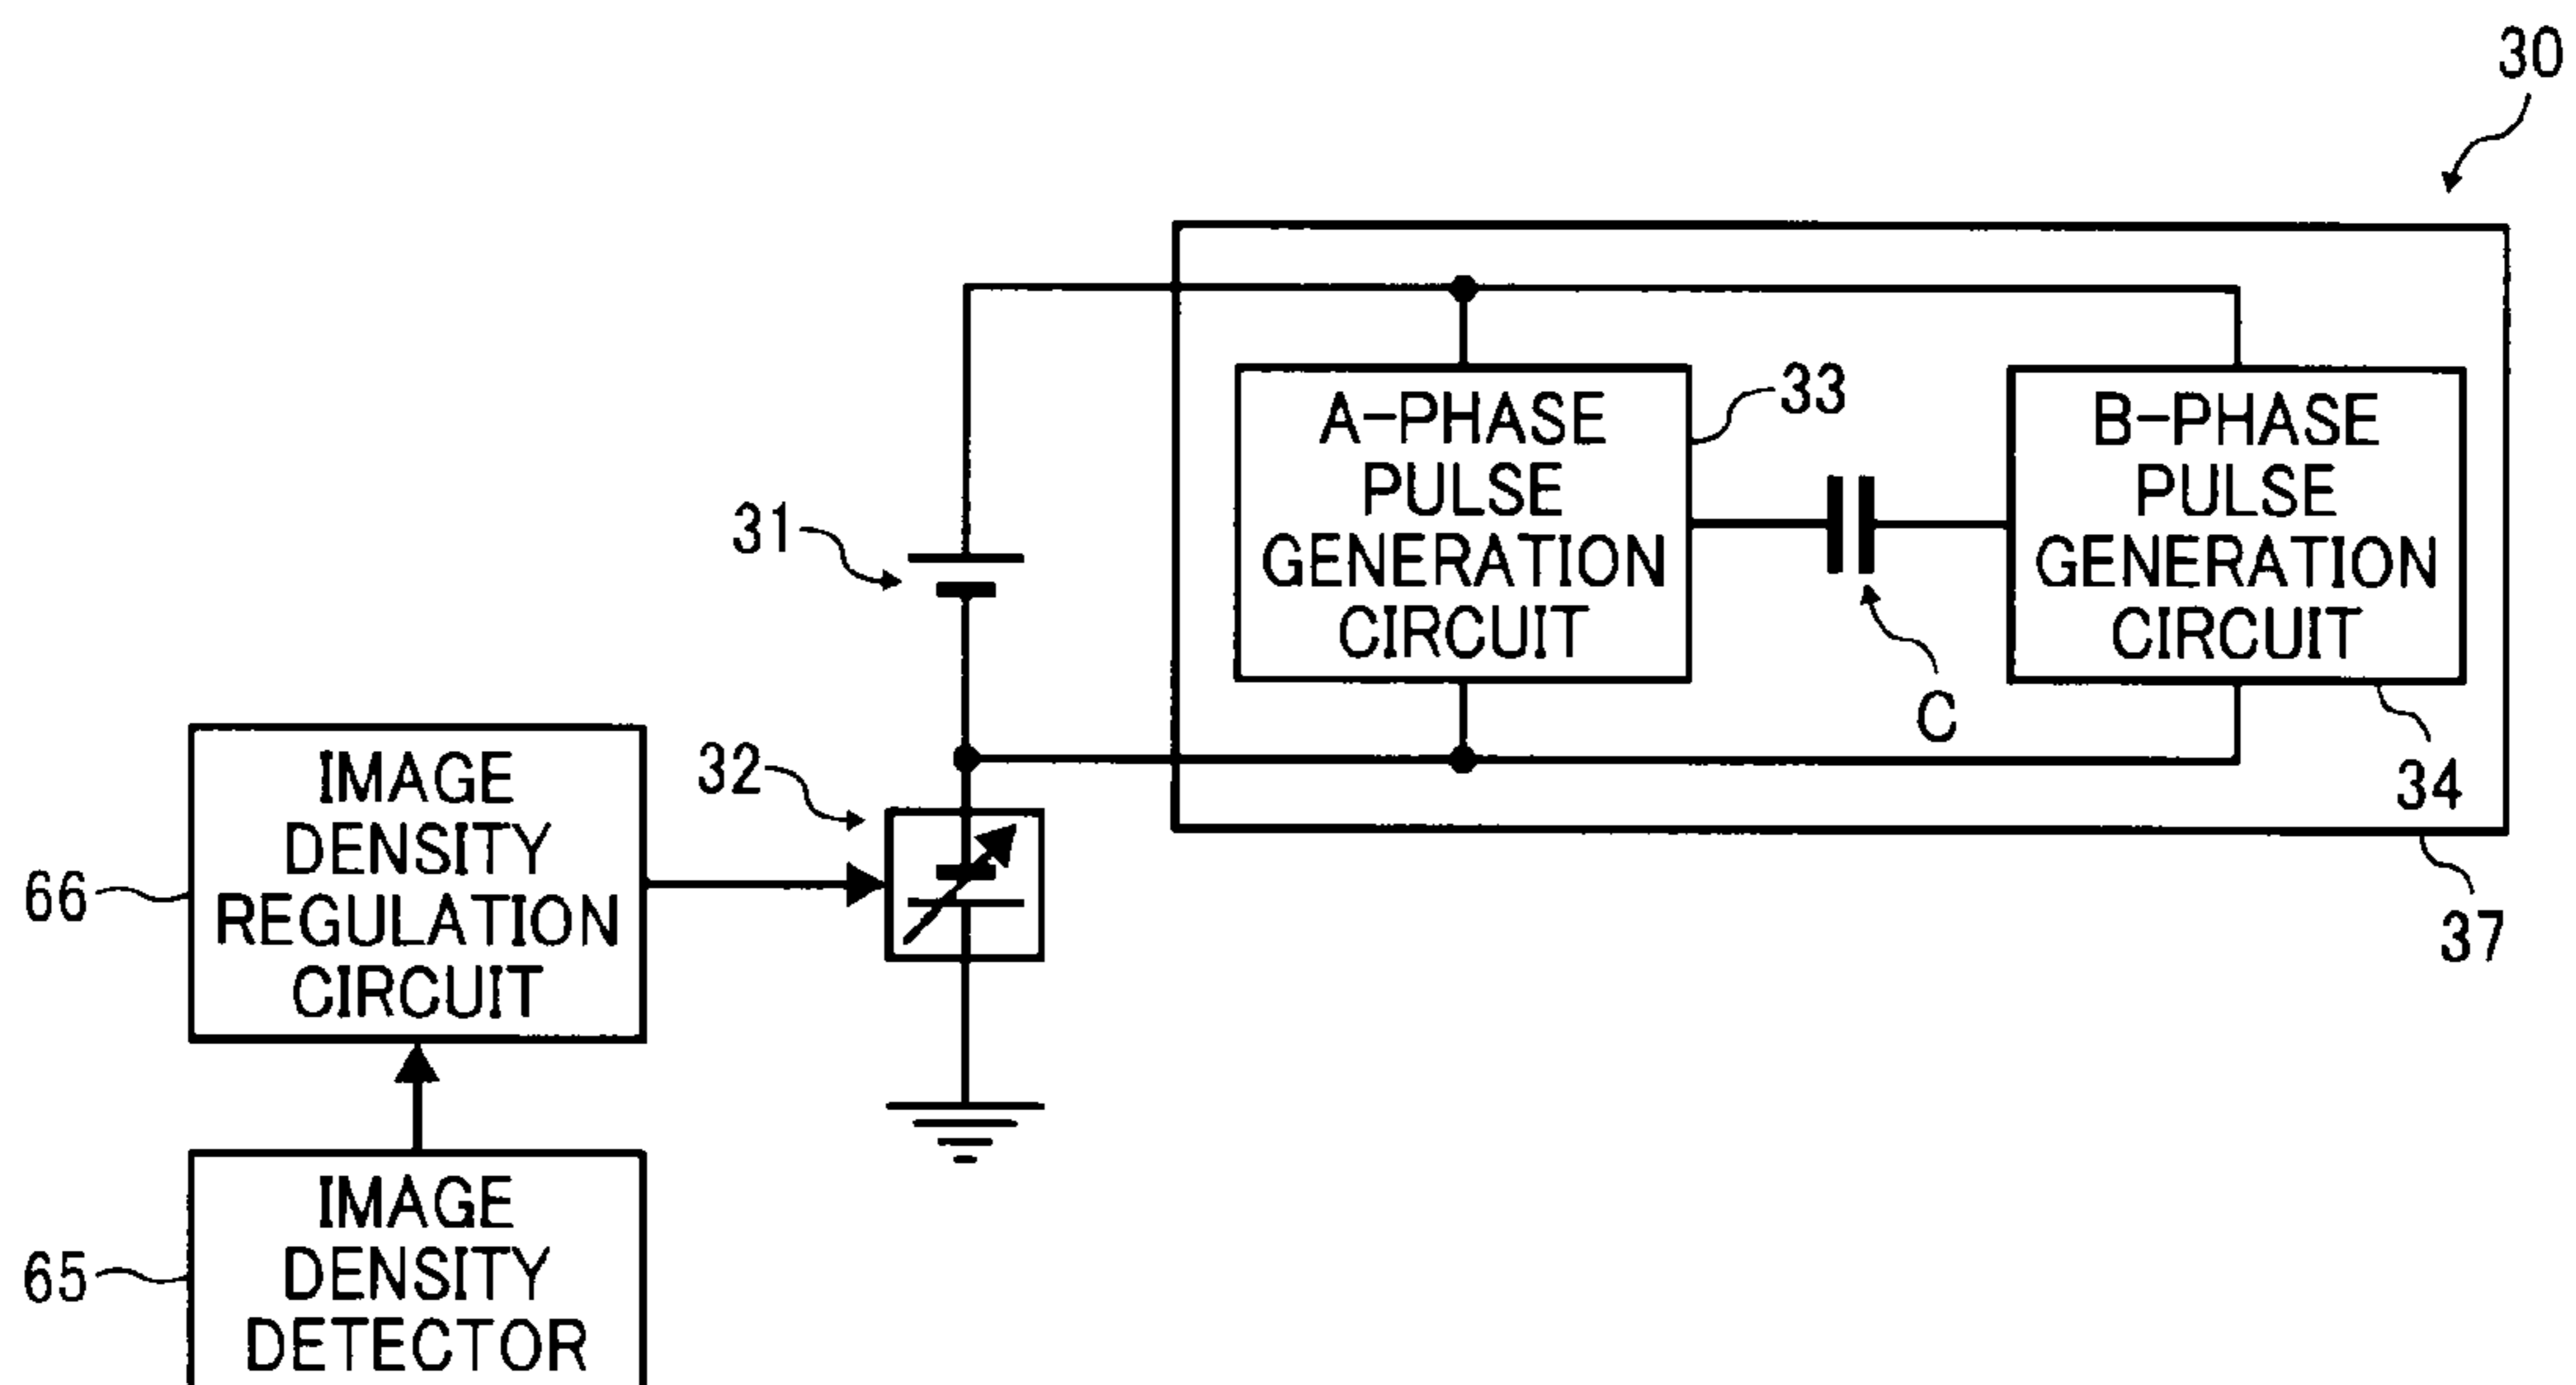 30
A-PHASE
PULSE
GENERATION
CIRCUIT
33
B-PHASE
PULSE
GENERATION
CIRCUIT
34
C
37
31
32
IMAGE
DENSITY
REGULATION
CIRCUIT
66
IMAGE
DENSITY
DETECTOR
65